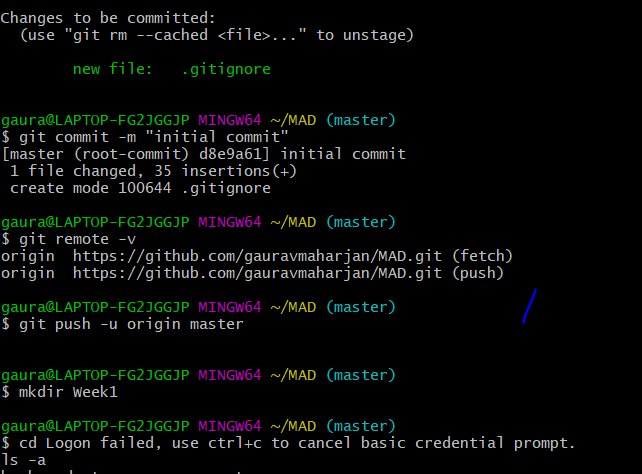 Changes to be committed:
  (use "git rm --cached <file>..." to unstage)
        new file:   .gitignore
gaura@LAPTOP-FG2JGGJP MINGW64 ~/MAD (master)
$ git commit -m "initial commit"
[master (root-commit) d8e9a61] initial commit
 1 file changed, 35 insertions(+)
 create mode 100644 .gitignore
gaura@LAPTOP-FG2JGGJP MINGW64 ~/MAD (master)
$ git remote -v
origin  https://github.com/gauravmaharjan/MAD.git (fetch)
origin  https://github.com/gauravmaharjan/MAD.git (push)
gaura@LAPTOP-FG2JGGJP MINGW64 ~/MAD (master)
$ git push -u origin master
gaura@LAPTOP-FG2JGGJP MINGW64 ~/MAD (master)
$ mkdir Week1
gaura@LAPTOP-FG2JGGJP MINGW64 ~/MAD (master)
$ cd Logon failed, use ctrl+c to cancel basic credential prompt.
ls -a